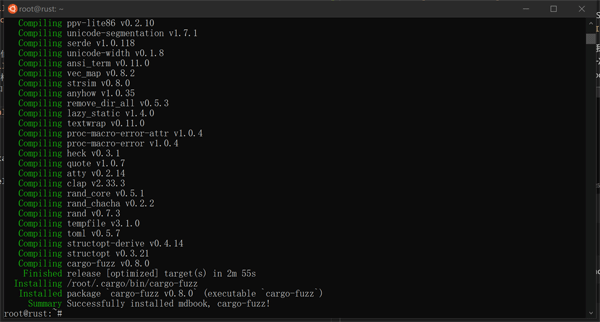 root@rust: ~
Compiling ppv-lite86 v0.2.10
Compiling unicode-segmentation v1.7.1
Compiling serde v1.0.118
Compiling unicode-width v0.1.8
Compiling ansi_term v0.11.0
Compiling vec_map v0.8.2
Compiling strsim v0.8.0
Compiling anyhow v1.0.35
Compiling remove_dir_all v0.5.3
Compiling lazy_static v1.4.0
Compiling textwrap v0.11.0
Compiling proc-macro-error-attr v1.0.4
Compiling proc-macro-error v1.0.4
Compiling heck v0.3.1
Compiling quote v1.0.7
Compiling atty v0.2.14
Compiling clap v2.33.3
Compiling rand_core v0.5.1
Compiling rand_chacha v0.2.2
Compiling rand v0.7.3
Compiling tempfile v3.1.0
Compiling toml v0.5.7
Compiling structopt-derive v0.4.14
Compiling structopt v0.3.21
Compiling cargo-fuzz v0.8.0
Finished release [optimized] target(s) in 2m 55s
Installing /root/.cargo/bin/cargo-fuzz
Installed package `cargo-fuzz v0.8.0` (executable `cargo-fuzz`)
Summary Successfully installed mdbook, cargo-fuzz!
root@rust:~#